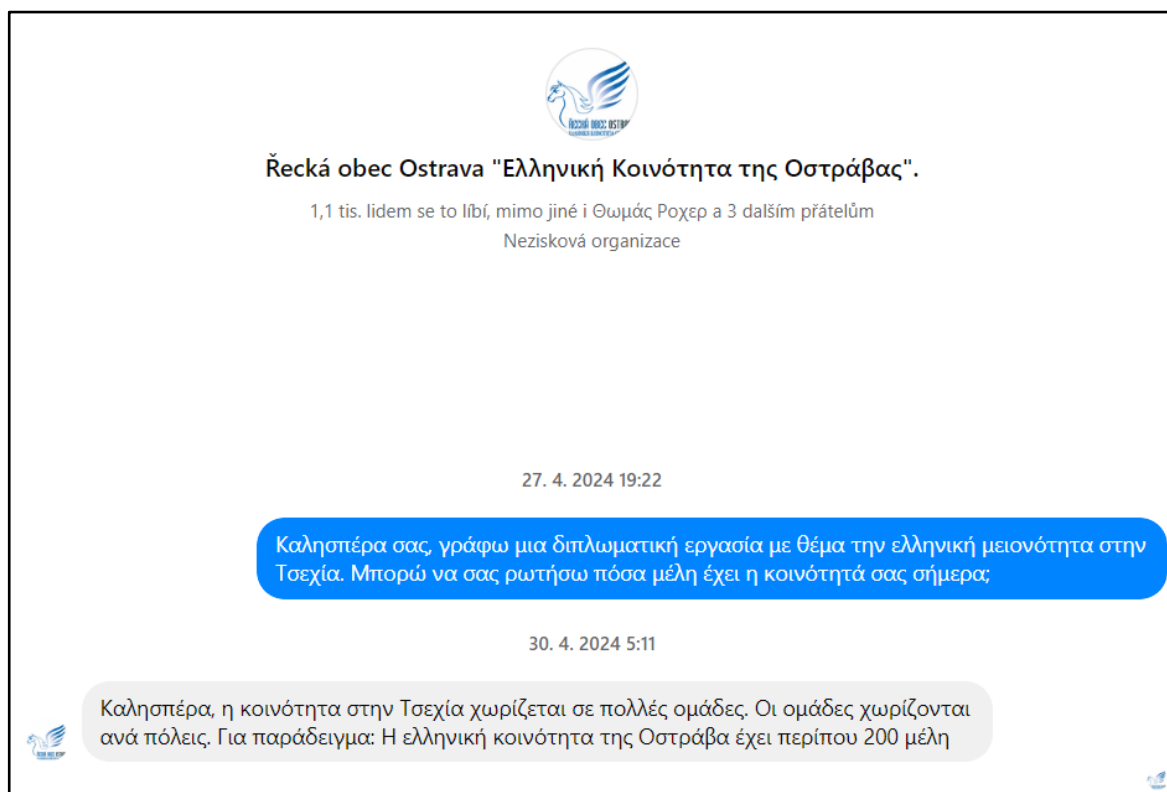 ŘECKÁ OBEC OSTRAVA
Řecká obec Ostrava "Ελληνική Κοινότητα της Οστράβας".
1,1 tis. lidem se to líbí, mimo jiné i Θωμάς Ροχερ a 3 dalším přátelům
Nezisková organizace
27. 4. 2024 19:22
Καλησπέρα σας, γράφω μια διπλωματική εργασία με θέμα την ελληνική μειονότητα στην
Τσεχία. Μπορώ να σας ρωτήσω πόσα μέλη έχει η κοινότητά σας σήμερα;
30. 4. 2024 5:11
Καλησπέρα, η κοινότητα στην Τσεχία χωρίζεται σε πολλές ομάδες. Οι ομάδες χωρίζονται
ανά πόλεις. Για παράδειγμα: Η ελληνική κοινότητα της Οστράβα έχει περίπου 200 μέλη